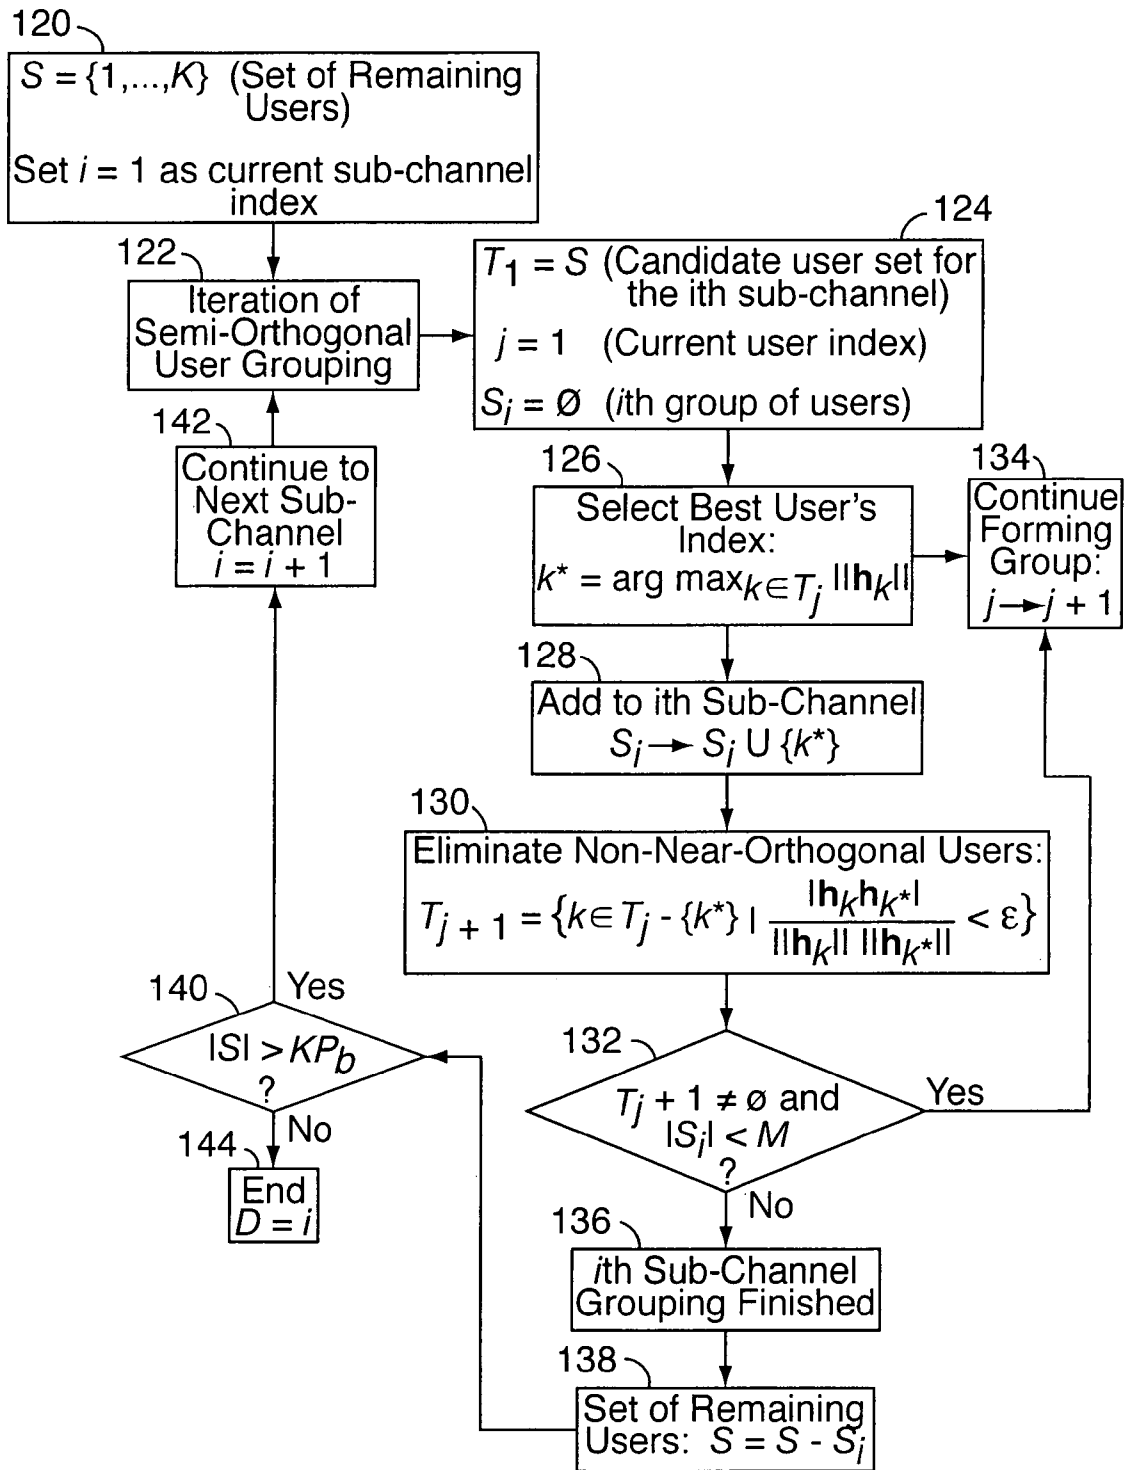 120
S = {1,...,K} (Set of Remaining
Users)
Set i = 1 as current sub-channel
index
122
Iteration of
Semi-Orthogonal
User Grouping
124
T1 = S (Candidate user set for
the ith sub-channel)
j = 1 (Current user index)
Si = Ø (ith group of users)
142
Continue to
Next Sub-
Channel
i = i + 1
126
Select Best User's
Index:
k* = arg max k∈Tj ||hk||
134
Continue
Forming
Group:
j → j + 1
128
Add to ith Sub-Channel
Si → Si U {k*}
130
Eliminate Non-Near-Orthogonal Users:
Tj + 1 = {k∈Tj - {k*} | |hkhk*| / ||hk|| ||hk*|| < ε}
132
Tj + 1 ≠ ø and
|Si| < M
?
Yes
No
136
ith Sub-Channel
Grouping Finished
138
Set of Remaining
Users: S = S - Si
140
|S| > KPb
?
Yes
No
144
End
D = i